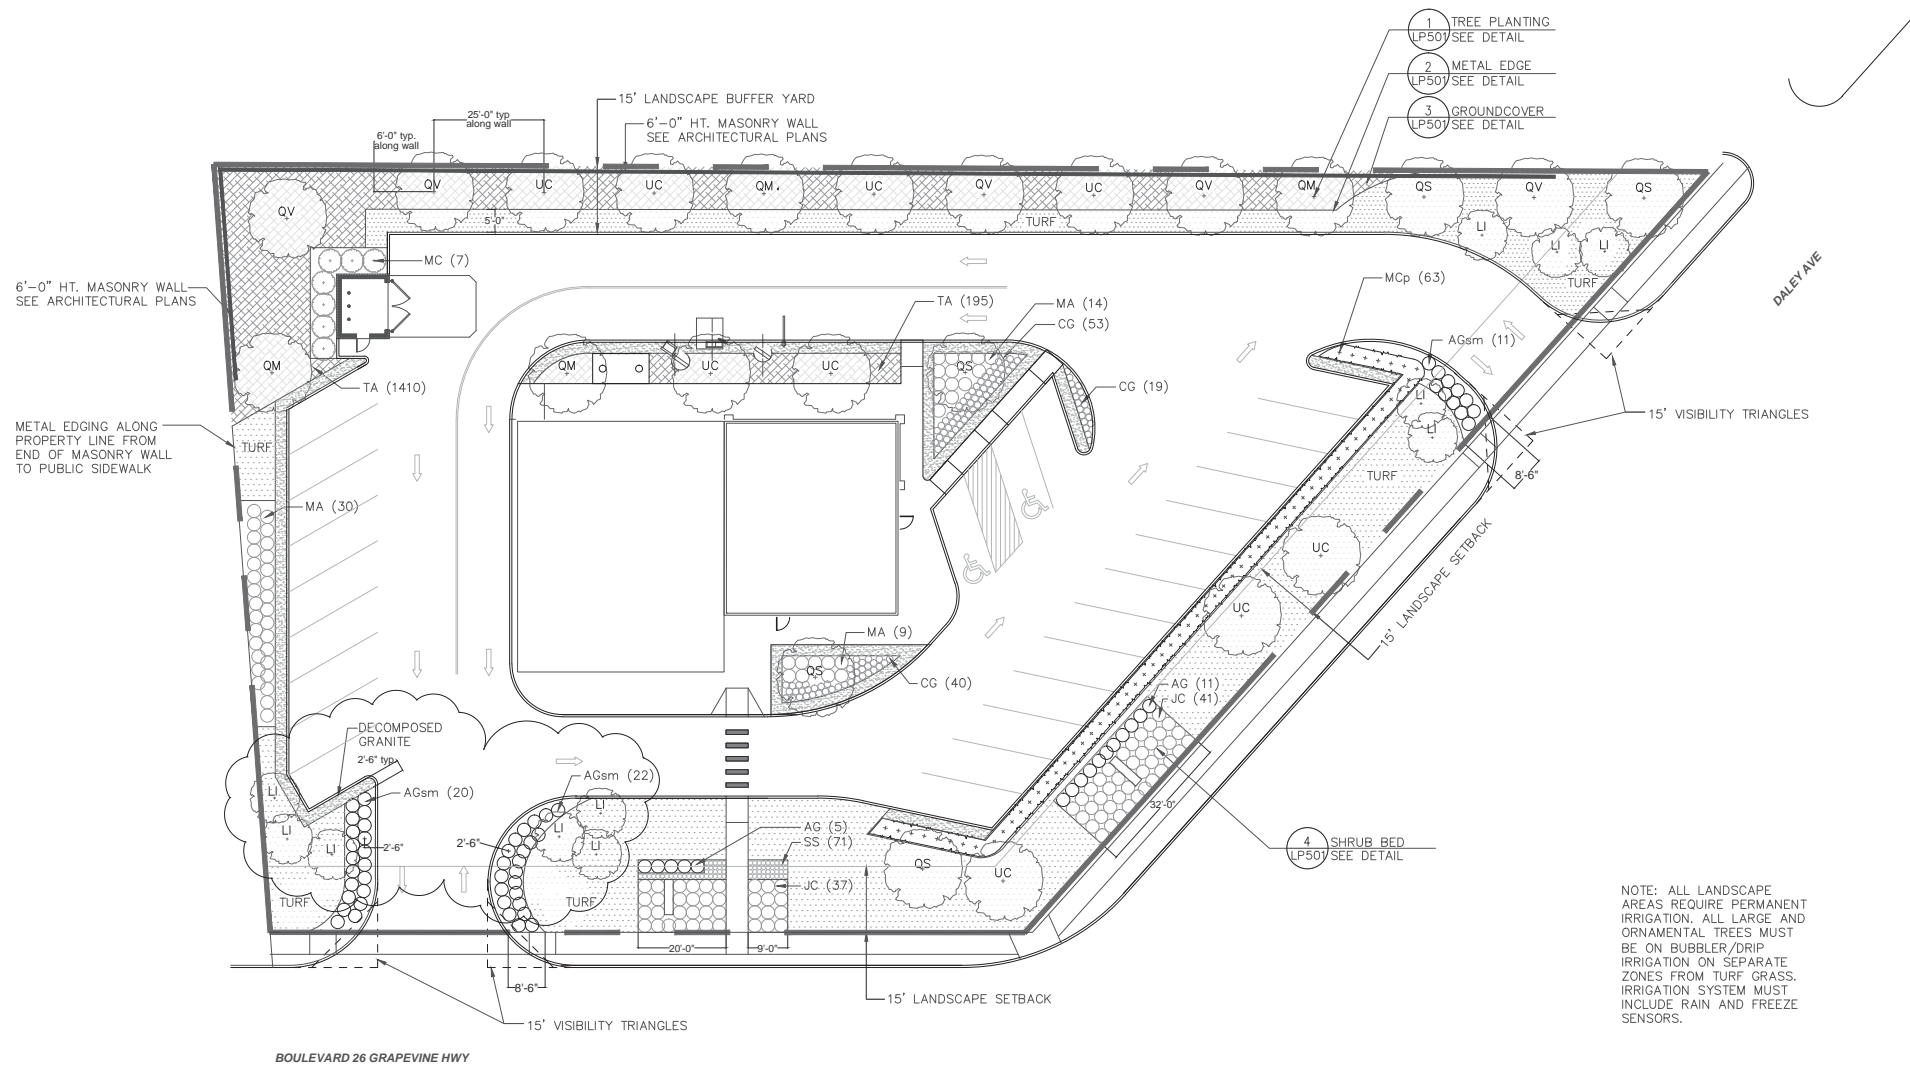 1
LP501
TREE PLANTING
SEE DETAIL
2
LP501
METAL EDGE
SEE DETAIL
3
LP501
GROUNDCOVER
SEE DETAIL
15' LANDSCAPE BUFFER YARD
6'-0" HT. MASONRY WALL
SEE ARCHITECTURAL PLANS
25'-0" typ
along wall
6'-0" typ.
along wall
QV
UC
UC
QM
UC
QV
UC
QV
QM
QS
QV
QS
QV
5'-0"
TURF
LI
LI
LI
TURF
DALEY AVE
MC (7)
6'-0" HT. MASONRY WALL
SEE ARCHITECTURAL PLANS
MCp (63)
TA (195)
MA (14)
CG (53)
AGsm (11)
QM
QM
UC
UC
QS
TA (1410)
CG (19)
LI
LI
15' VISIBILITY TRIANGLES
METAL EDGING ALONG
PROPERTY LINE FROM
END OF MASONRY WALL
TO PUBLIC SIDEWALK
TURF
TURF
8'-6"
MA (30)
UC
UC
15' LANDSCAPE SETBACK
MA (9)
QS
CG (40)
AG (11)
JC (41)
DECOMPOSED
GRANITE
2'-6" typ.
AGsm (20)
AGsm (22)
LI
LI
LI
LI
LI
LI
2'-6"
2'-6"
AG (5)
SS (71)
JC (37)
32'-0"
4
LP501
SHRUB BED
SEE DETAIL
QS
UC
TURF
TURF
20'-0"
9'-0"
8'-6"
15' LANDSCAPE SETBACK
15' VISIBILITY TRIANGLES
BOULEVARD 26 GRAPEVINE HWY
NOTE: ALL LANDSCAPE
AREAS REQUIRE PERMANENT
IRRIGATION. ALL LARGE AND
ORNAMENTAL TREES MUST
BE ON BUBBLER/DRIP
IRRIGATION ON SEPARATE
ZONES FROM TURF GRASS.
IRRIGATION SYSTEM MUST
INCLUDE RAIN AND FREEZE
SENSORS.